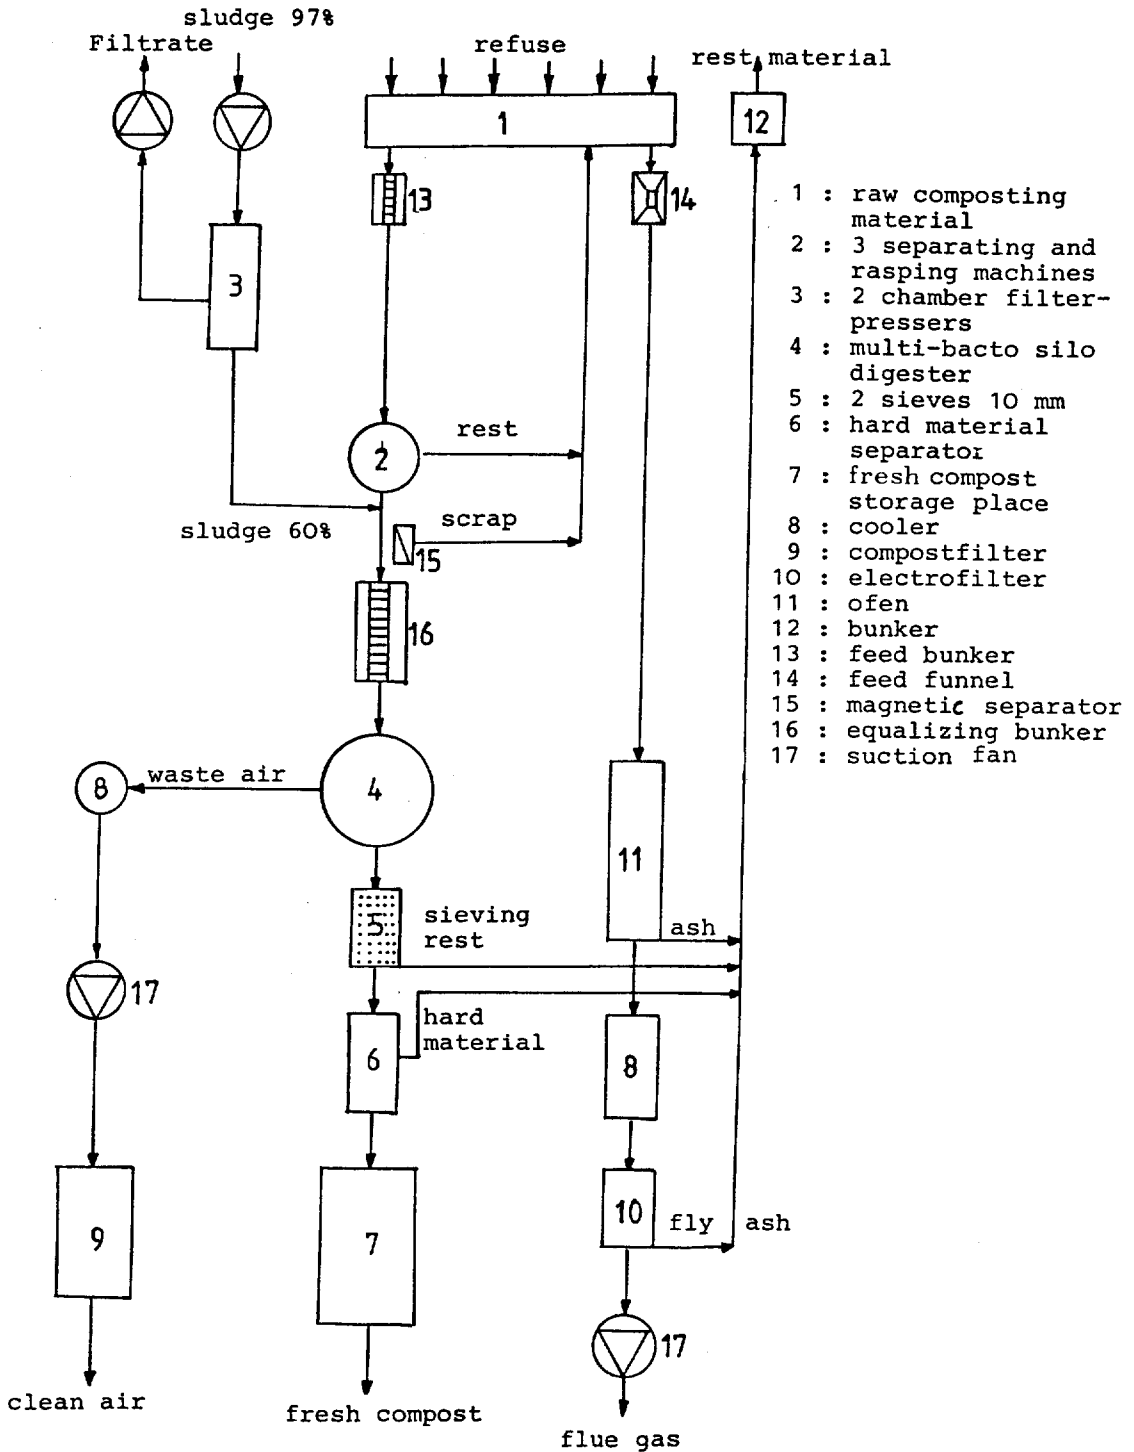 sludge 97%
Filtrate
refuse
rest material
1
12
13
14
3
1 : raw composting
material
2 : 3 separating and
rasping machines
3 : 2 chamber filter-
pressers
4 : multi-bacto silo
digester
5 : 2 sieves 10 mm
6 : hard material
separator
7 : fresh compost
storage place
8 : cooler
9 : compostfilter
10 : electrofilter
11 : ofen
12 : bunker
13 : feed bunker
14 : feed funnel
15 : magnetic separator
16 : equalizing bunker
17 : suction fan
2
rest
sludge 60%
scrap
15
16
waste air
8
4
11
5
sieving
rest
ash
17
hard
material
6
8
9
7
10
fly ash
17
clean air
fresh compost
flue gas